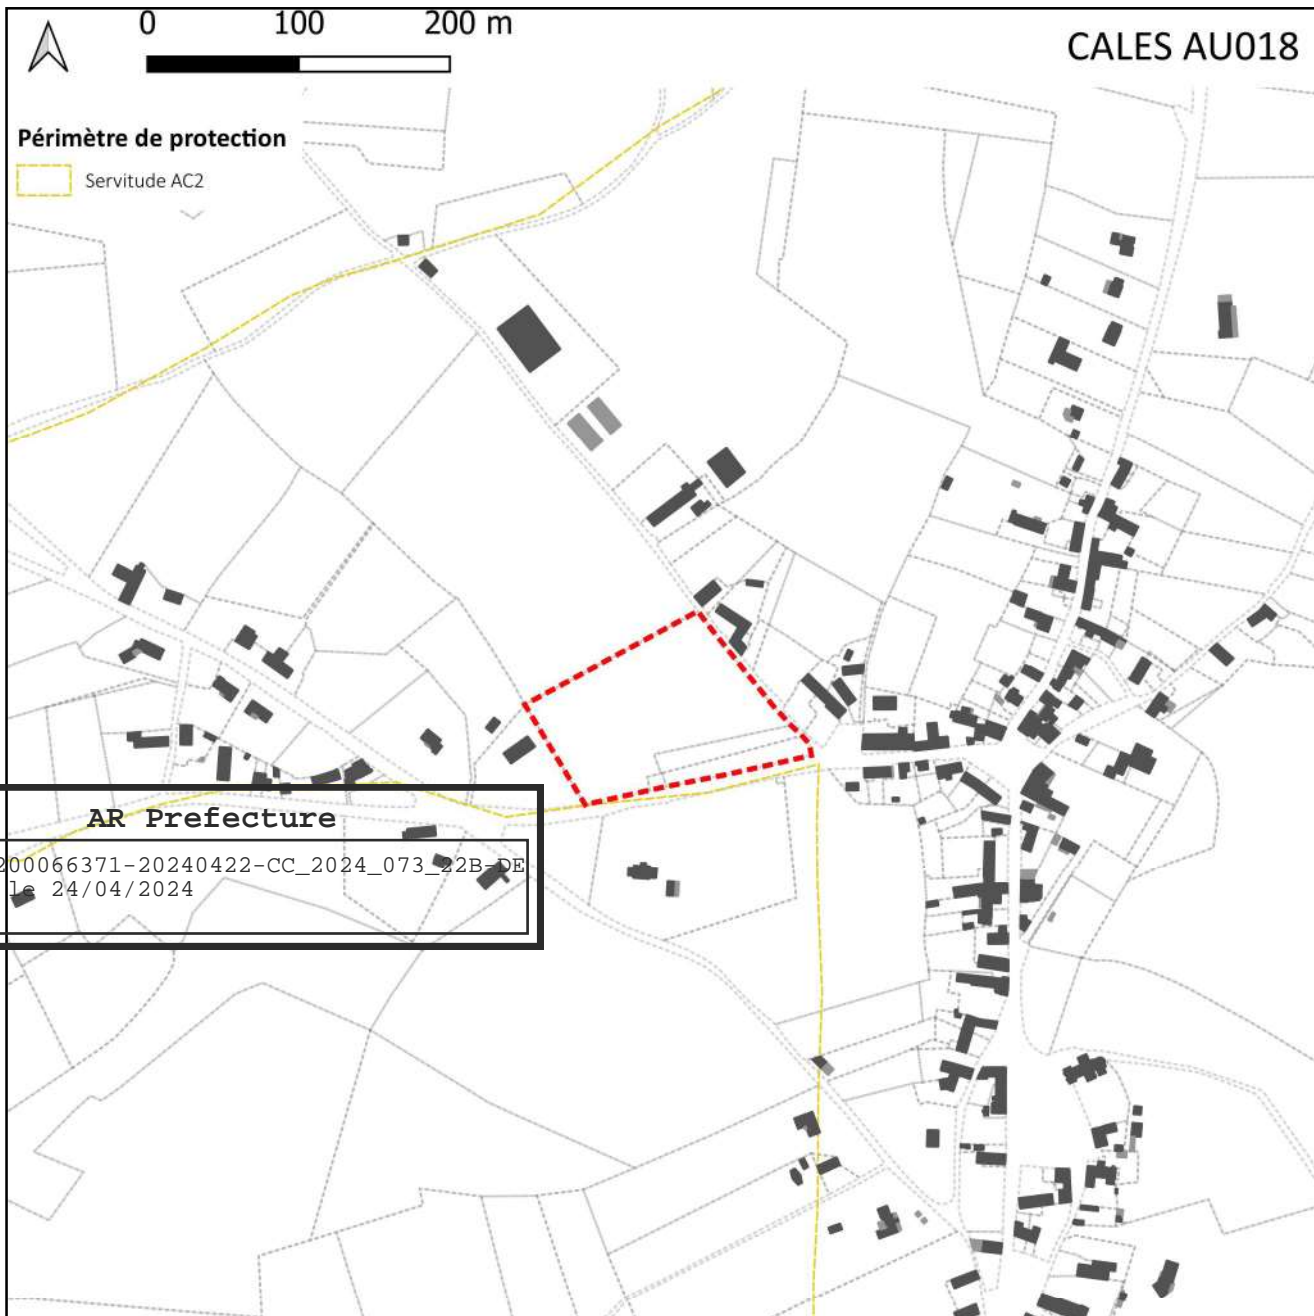 0 100 200 m
CALES AU018
Périmètre de protection
Servitude AC2
AR Prefecture
200066371-20240422-CC_2024_073_22B-DE
le 24/04/2024